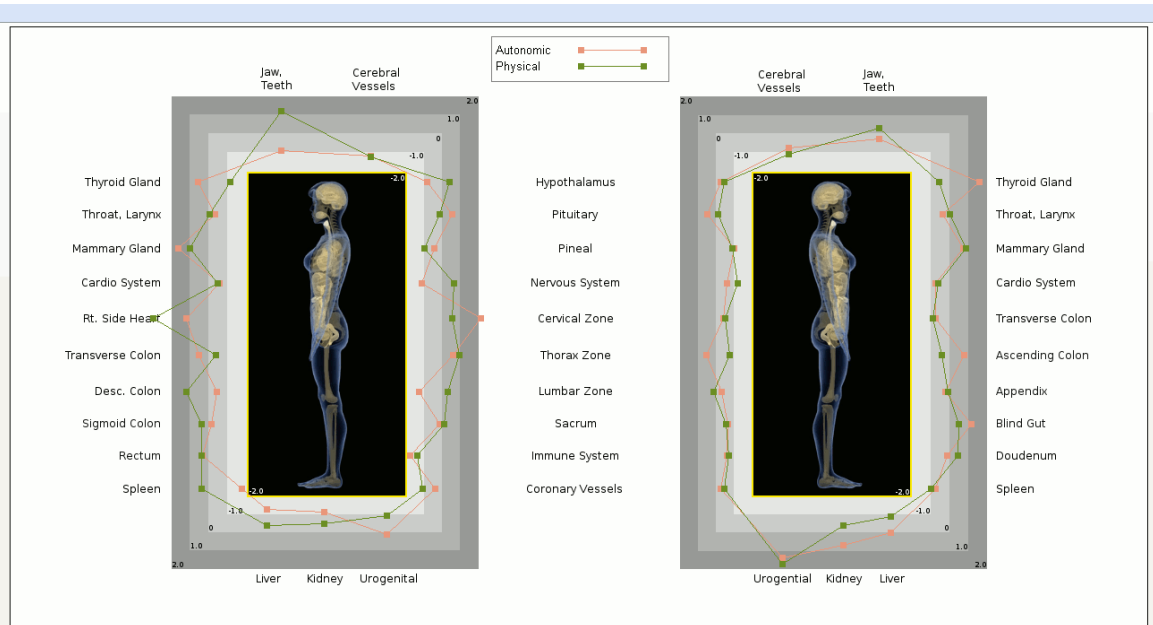 Autonomic
Physical
Jaw,
Teeth
Cerebral
Vessels
Cerebral
Vessels
Jaw,
Teeth
2.0
1.0
0
-1.0
-2.0
2.0
1.0
0
-1.0
-2.0
Thyroid Gland
Hypothalamus
Thyroid Gland
Throat, Larynx
Pituitary
Throat, Larynx
Mammary Gland
Pineal
Mammary Gland
Cardio System
Nervous System
Cardio System
Rt. Side Heart
Cervical Zone
Transverse Colon
Transverse Colon
Thorax Zone
Ascending Colon
Desc. Colon
Lumbar Zone
Appendix
Sigmoid Colon
Sacrum
Blind Gut
Rectum
Immune System
Doudenum
Spleen
Coronary Vessels
Spleen
-2.0
-1.0
0
1.0
2.0
-2.0
-1.0
0
1.0
2.0
Liver
Kidney
Urogenital
Urogential
Kidney
Liver